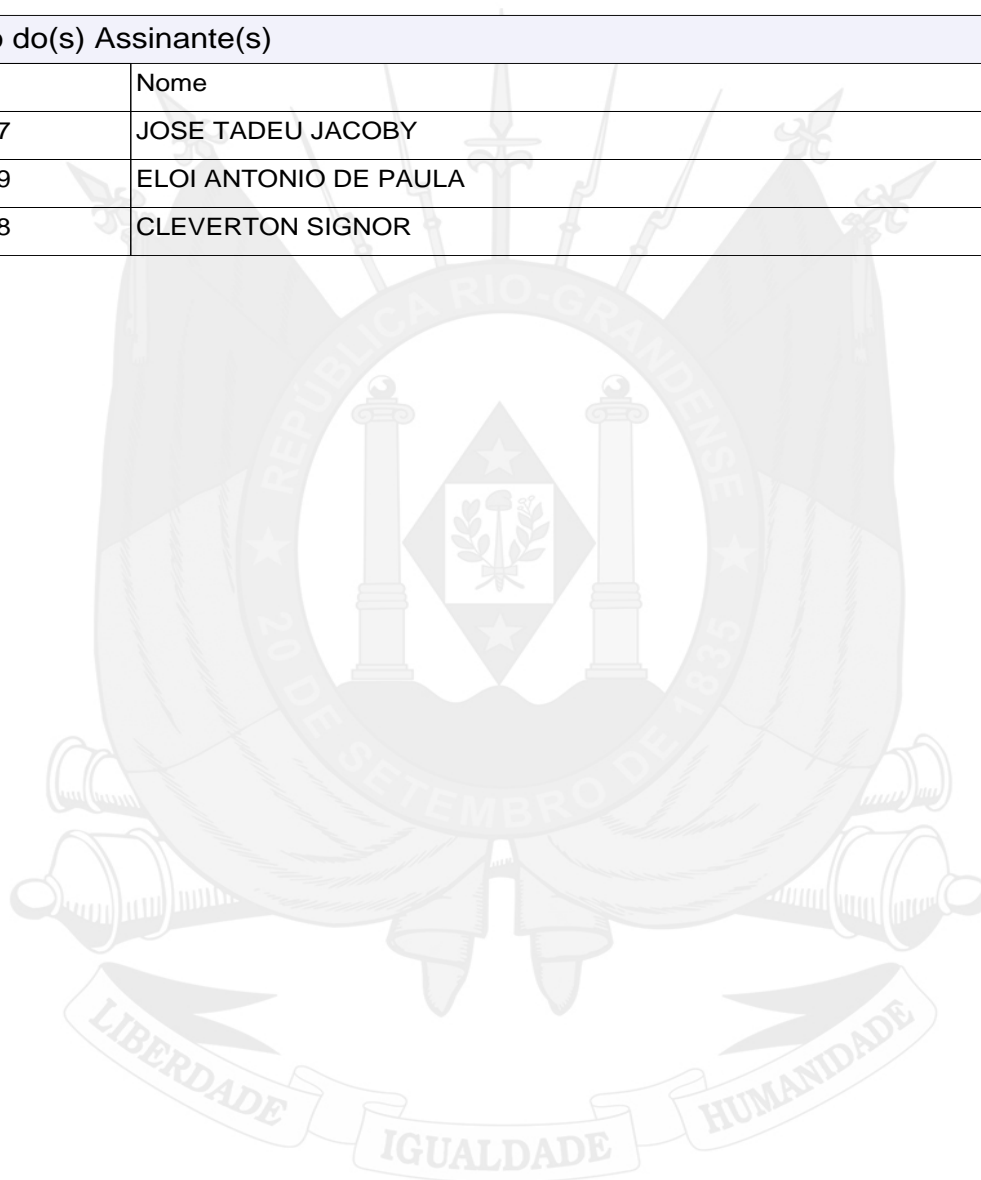 o do(s) Assinante(s)
Nome
7 JOSE TADEU JACOBY
9 ELOI ANTONIO DE PAULA
8 CLEVERTON SIGNOR
REPÚBLICA RIO-GRANDENSE
★ 20 DE SETEMBRO DE 1835 ★
LIBERDADE IGUALDADE HUMANIDADE